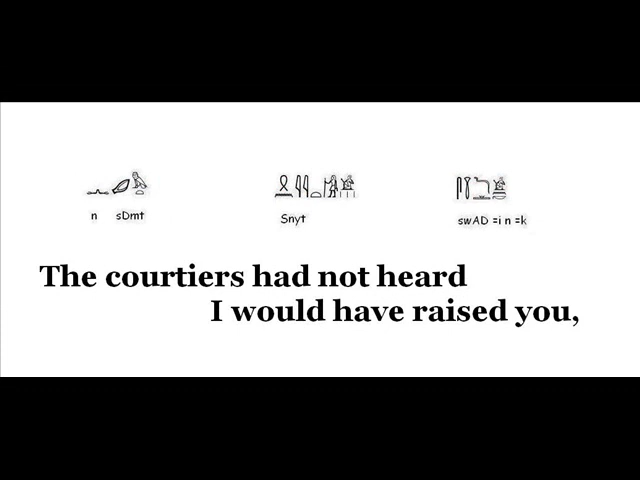 n sDmt Snyt swAD =i n =k
The courtiers had not heard
I would have raised you,